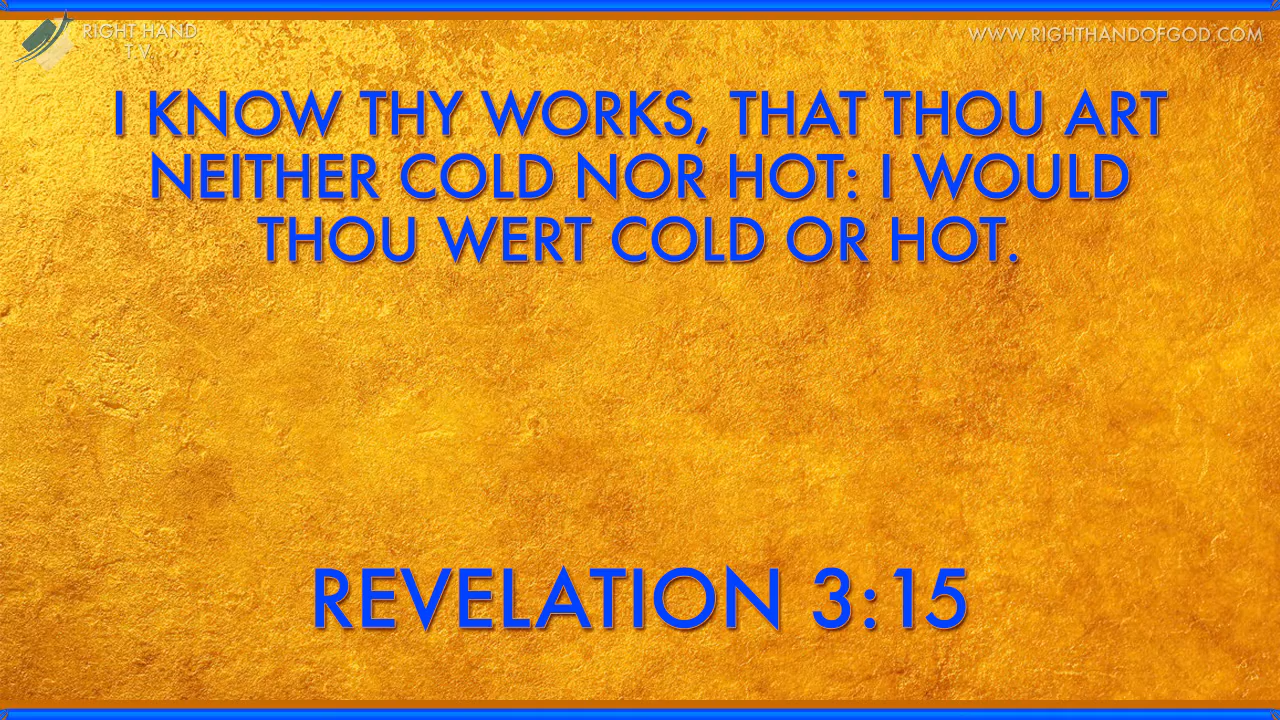 RIGHT HAND
T.V.
WWW.RIGHTHANDOFGOD.COM
I KNOW THY WORKS, THAT THOU ART
NEITHER COLD NOR HOT: I WOULD
THOU WERT COLD OR HOT.
REVELATION 3:15